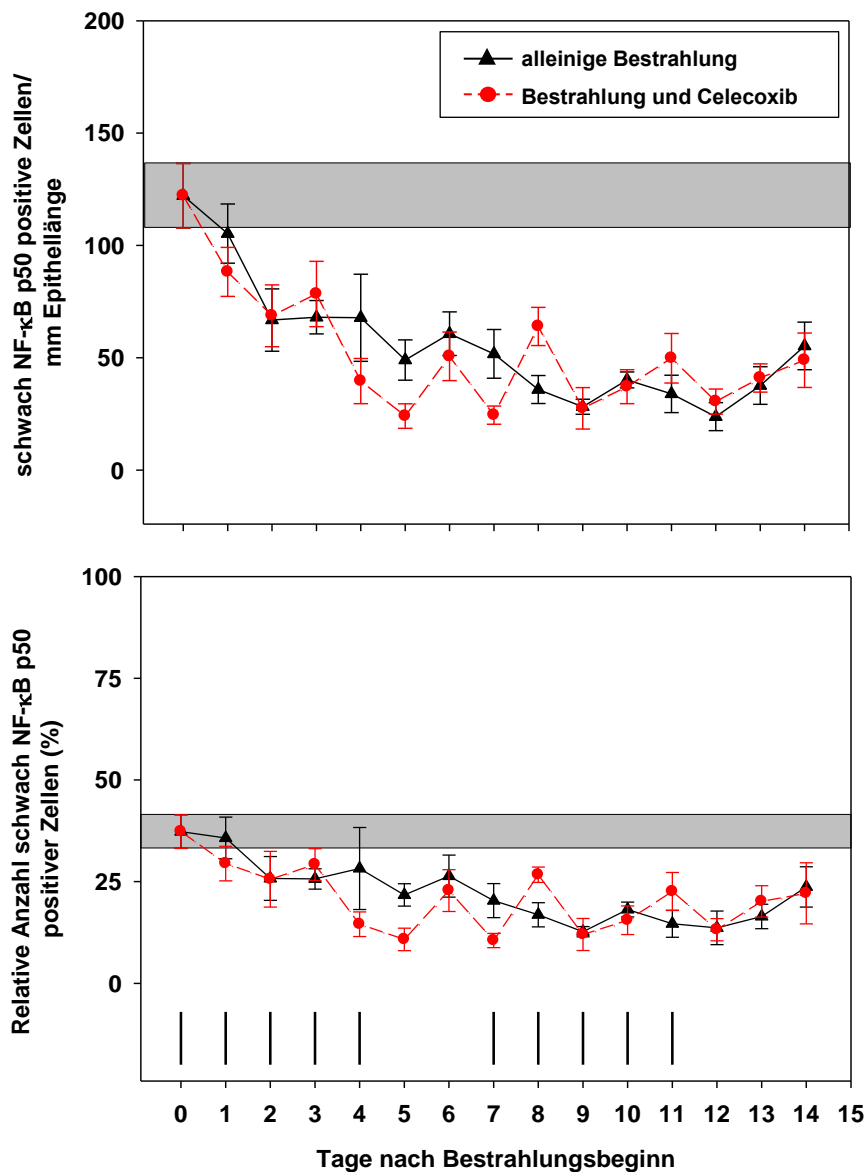 200
150
100
50
0
schwach NF-κB p50 positive Zellen/
mm Epithellänge
alleinige Bestrahlung
Bestrahlung und Celecoxib
100
75
50
25
0
Relative Anzahl schwach NF-κB p50
positiver Zellen (%)
0 1 2 3 4 5 6 7 8 9 10 11 12 13 14 15
Tage nach Bestrahlungsbeginn